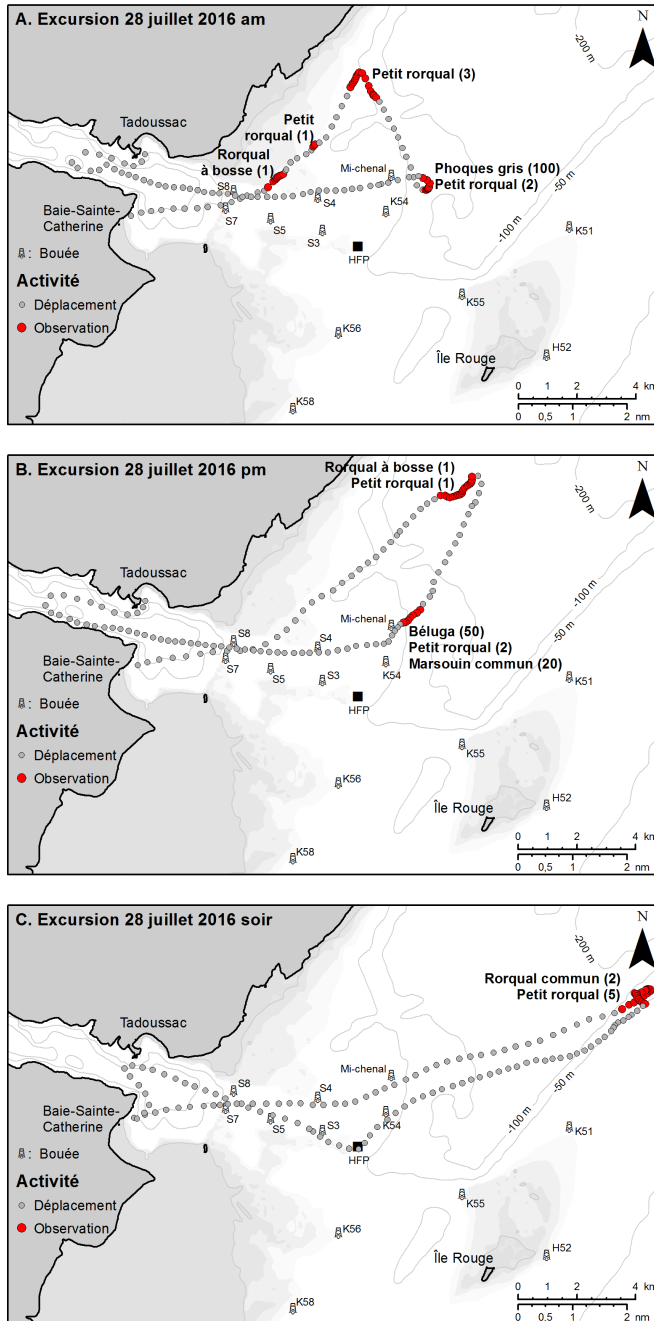 A. Excursion 28 juillet 2016 am
N
-200 m
Petit rorqual (3)
Tadoussac
Petit
rorqual (1)
Rorqual
à bosse (1)
Mi-chenal
Phoques gris (100)
Petit rorqual (2)
-50 m
-100 m
S8
S4
K54
Baie-Sainte-
Catherine
S7
S5
S3
K51
: Bouée
HFP
Activité
Déplacement
Observation
K55
K56
Île Rouge
H52
K58
0 1 2 4 km
0 0,5 1 2 nm
B. Excursion 28 juillet 2016 pm
N
Rorqual à bosse (1)
Petit rorqual (1)
-200 m
Tadoussac
-100 m
-50 m
Mi-chenal
Béluga (50)
Petit rorqual (2)
Marsouin commun (20)
S8
S4
Baie-Sainte-
Catherine
S7
S5
S3
K54
K51
: Bouée
HFP
Activité
Déplacement
Observation
K55
K56
Île Rouge
H52
K58
0 1 2 4 km
0 0,5 1 2 nm
C. Excursion 28 juillet 2016 soir
N
-200 m
Rorqual commun (2)
Petit rorqual (5)
Tadoussac
Mi-chenal
-50 m
-100 m
S8
S4
Baie-Sainte-
Catherine
S7
S5
S3
K54
K51
: Bouée
HFP
Activité
Déplacement
Observation
K55
K56
Île Rouge
H52
K58
0 1 2 4 km
0 0,5 1 2 nm